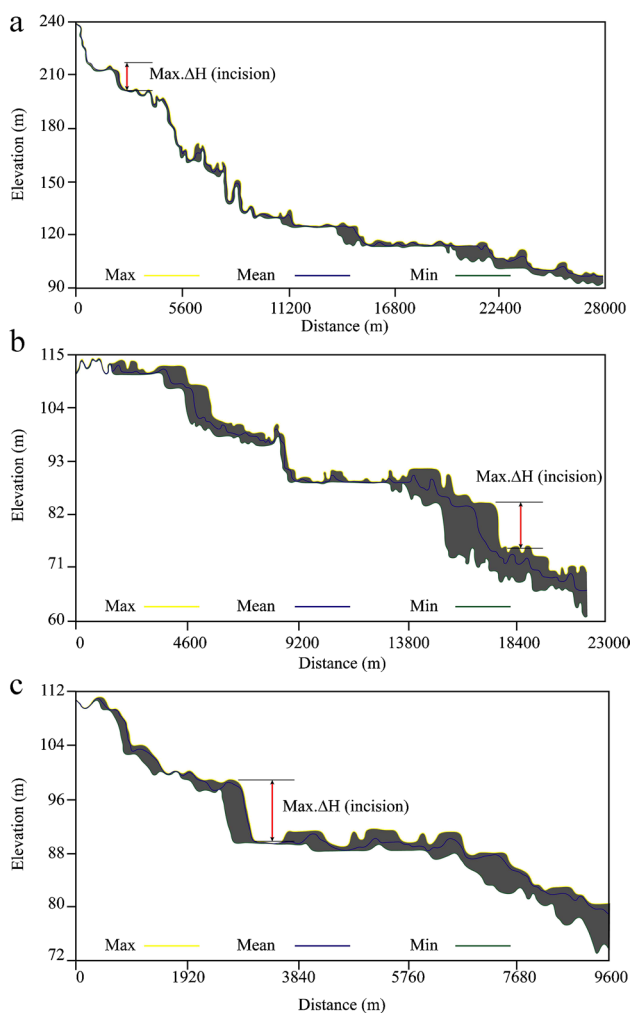 a
240
210
180
150
120
90
Elevation (m)
Max.ΔH (incision)
Max Mean Min
0 5600 11200 16800 22400 28000
Distance (m)
b
115
104
93
82
71
60
Elevation (m)
Max.ΔH (incision)
Max Mean Min
0 4600 9200 13800 18400 23000
Distance (m)
c
112
104
96
88
80
72
Elevation (m)
Max.ΔH (incision)
Max Mean Min
0 1920 3840 5760 7680 9600
Distance (m)